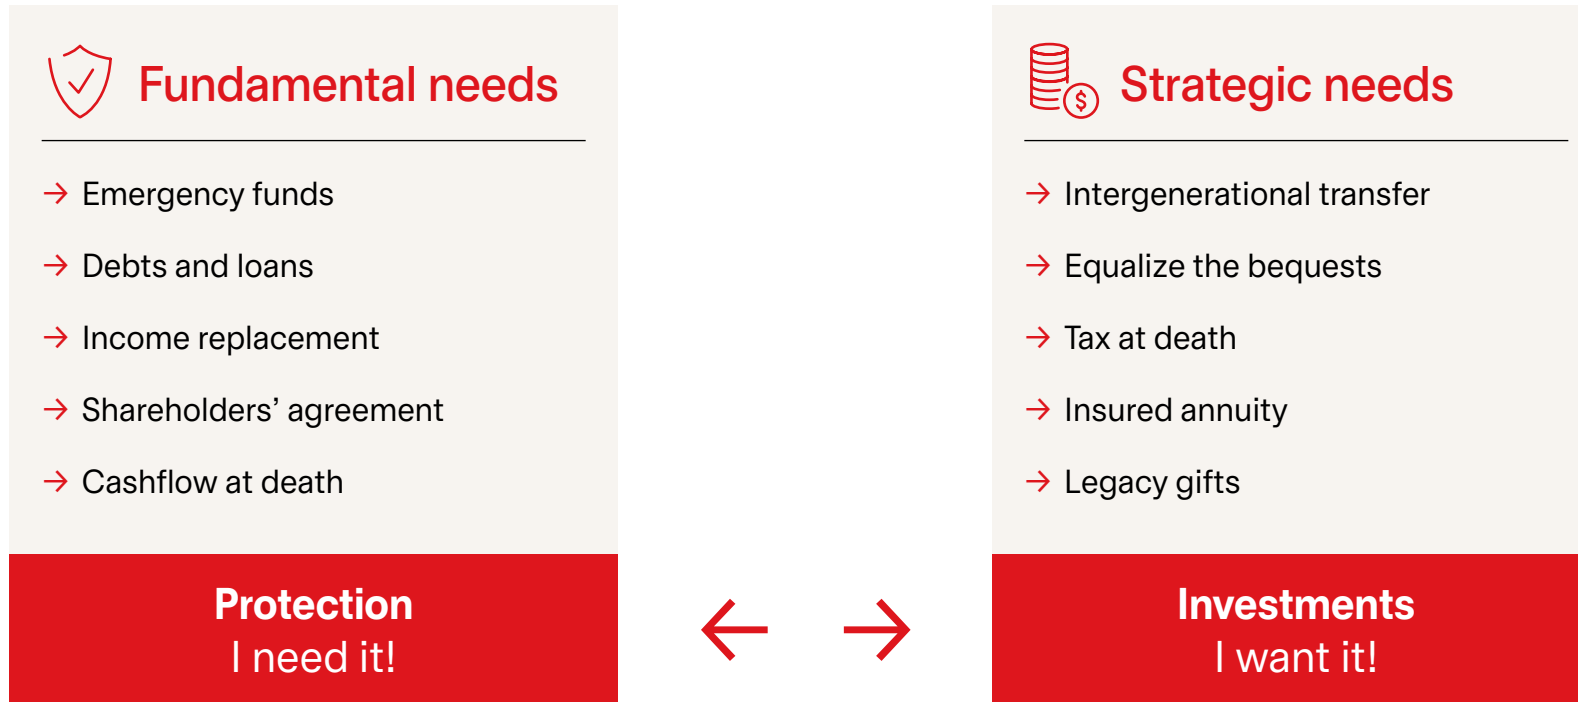 Fundamental needs
→ Emergency funds
→ Debts and loans
→ Income replacement
→ Shareholders’ agreement
→ Cashflow at death
Protection
I need it!
$
Strategic needs
→ Intergenerational transfer
→ Equalize the bequests
→ Tax at death
→ Insured annuity
→ Legacy gifts
Investments
I want it!